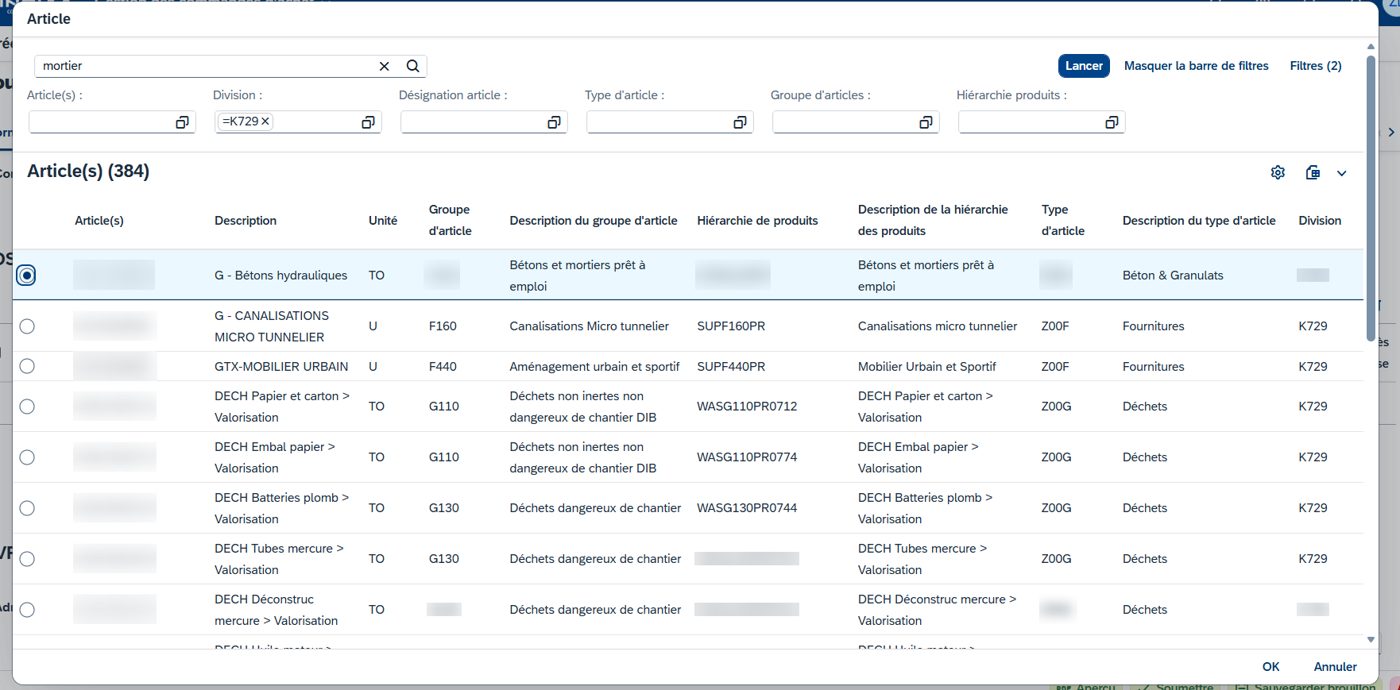 Article
mortier
Lancer Masquer la barre de filtres Filtres (2)
Article(s) : Division : Désignation article : Type d'article : Groupe d'articles : Hiérarchie produits :
=K729
Article(s) (384)
Article(s) Description Unité Groupe d'article Description du groupe d'article Hiérarchie de produits Description de la hiérarchie des produits Type d'article Description du type d'article Division
G - Bétons hydrauliques TO Bétons et mortiers prêt à emploi Bétons et mortiers prêt à emploi Béton & Granulats
G - CANALISATIONS MICRO TUNNELIER U F160 Canalisations Micro tunnelier SUPF160PR Canalisations micro tunnelier Z00F Fournitures K729
GTX-MOBILIER URBAIN U F440 Aménagement urbain et sportif SUPF440PR Mobilier Urbain et Sportif Z00F Fournitures K729
DECH Papier et carton > Valorisation TO G110 Déchets non inertes non dangereux de chantier DIB WASG110PR0712 DECH Papier et carton > Valorisation Z00G Déchets K729
DECH Embal papier > Valorisation TO G110 Déchets non inertes non dangereux de chantier DIB WASG110PR0774 DECH Embal papier > Valorisation Z00G Déchets K729
DECH Batteries plomb > Valorisation TO G130 Déchets dangereux de chantier WASG130PR0744 DECH Batteries plomb > Valorisation Z00G Déchets K729
DECH Tubes mercure > Valorisation TO G130 Déchets dangereux de chantier DECH Tubes mercure > Valorisation Z00G Déchets K729
DECH Déconstruc mercure > Valorisation TO Déchets dangereux de chantier DECH Déconstruc mercure > Valorisation Déchets
OK Annuler
Aperçu Soumettre Sauvegarder brouillon